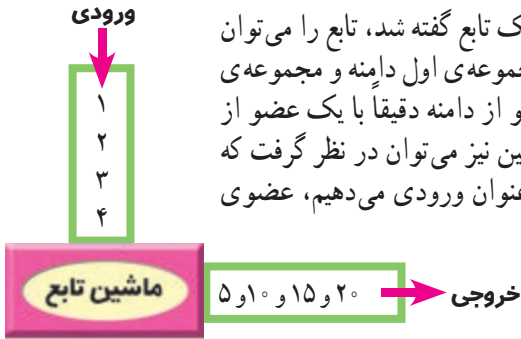 ورودی
ک تابع گفته شد، تابع را می‌توان
جموعه‌ی اول دامنه و مجموعه‌ی
و از دامنه دقیقاً با یک عضو از
ین نیز می‌توان در نظر گرفت که
عنوان ورودی می‌دهیم، عضوی
۱
۲
۳
۴
ماشین تابع
۵ و ۱۰ و ۱۵ و ۲۰
خروجی